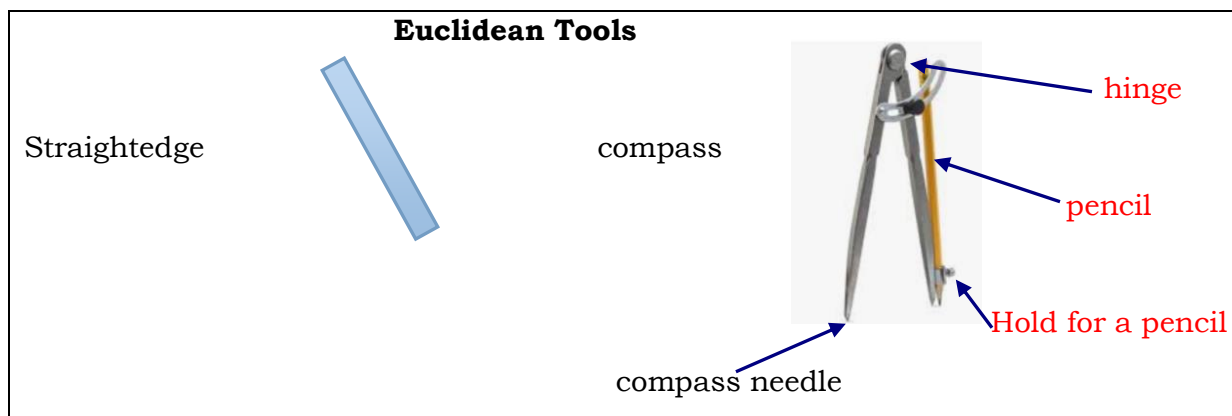 Euclidean Tools
hinge
Straightedge
compass
pencil
Hold for a pencil
compass needle